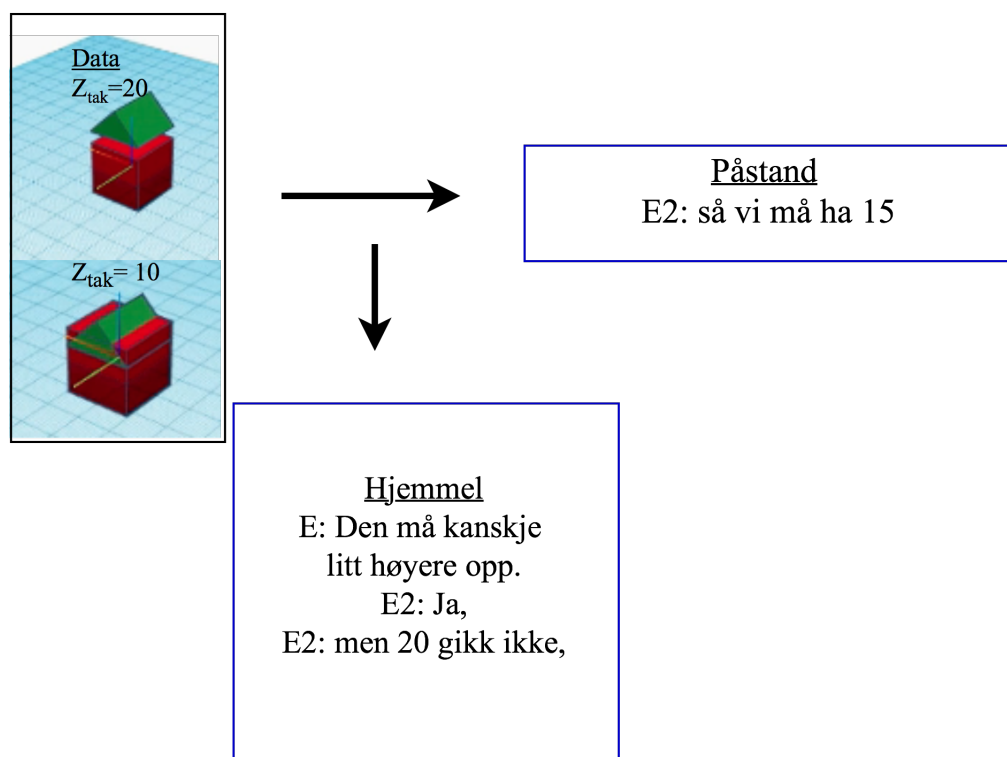 Data
Z_tak=20
Z_tak= 10
Påstand
E2: så vi må ha 15
Hjemmel
E: Den må kanskje
litt høyere opp.
E2: Ja,
E2: men 20 gikk ikke,